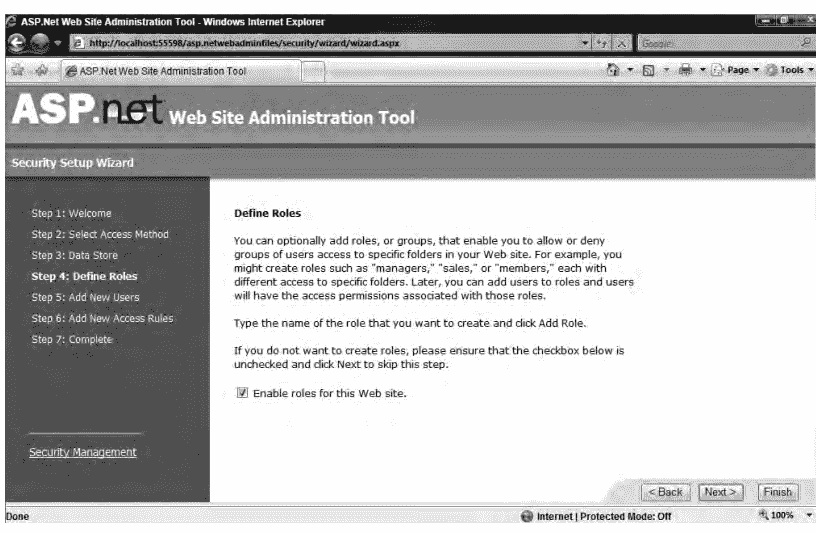 ASP.Net Web Site Administration Tool - Windows Internet Explorer
http://localhost:55598/asp.netwebadminfiles/security/wizard/wizard.aspx
Google
ASP.Net Web Site Administration Tool
Page
Tools
ASP.net Web Site Administration Tool
Security Setup Wizard
Step 1: Welcome
Step 2: Select Access Method
Step 3: Data Store
Step 4: Define Roles
Step 5: Add New Users
Step 6: Add New Access Rules
Step 7: Complete
Security Management
Define Roles
You can optionally add roles, or groups, that enable you to allow or deny
groups of users access to specific folders in your Web site. For example, you
might create roles such as "managers," "sales," or "members," each with
different access to specific folders. Later, you can add users to roles and users
will have the access permissions associated with those roles.
Type the name of the role that you want to create and click Add Role.
If you do not want to create roles, please ensure that the checkbox below is
unchecked and click Next to skip this step.
Enable roles for this Web site.
< Back
Next >
Finish
Done
Internet | Protected Mode: Off
100%